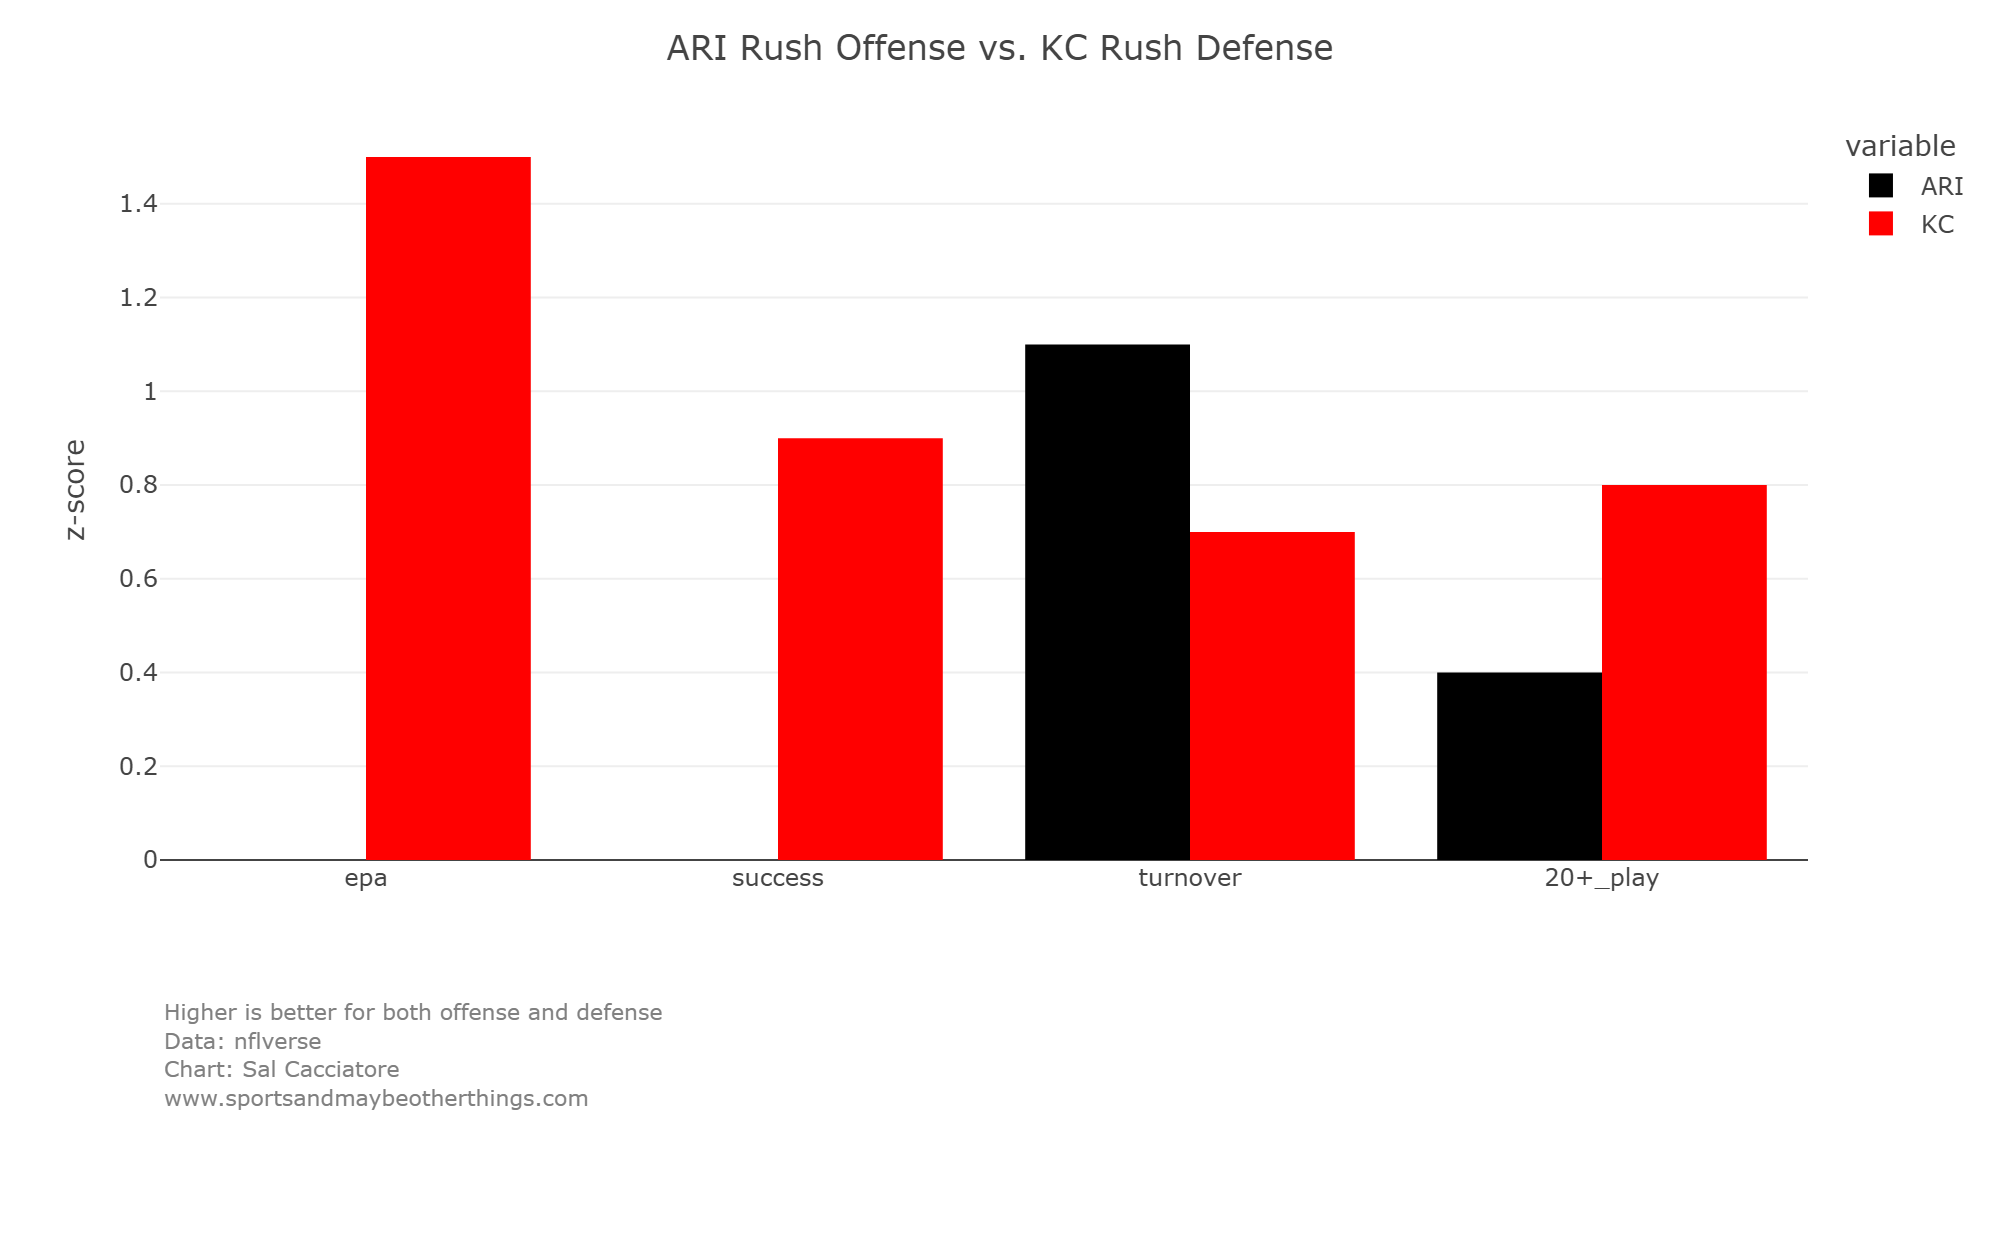 ARI Rush Offense vs. KC Rush Defense
variable
ARI
KC
z-score
1.4
1.2
1
0.8
0.6
0.4
0.2
0
epa
success
turnover
20+_play
Higher is better for both offense and defense
Data: nflverse
Chart: Sal Cacciatore
www.sportsandmaybeotherthings.com